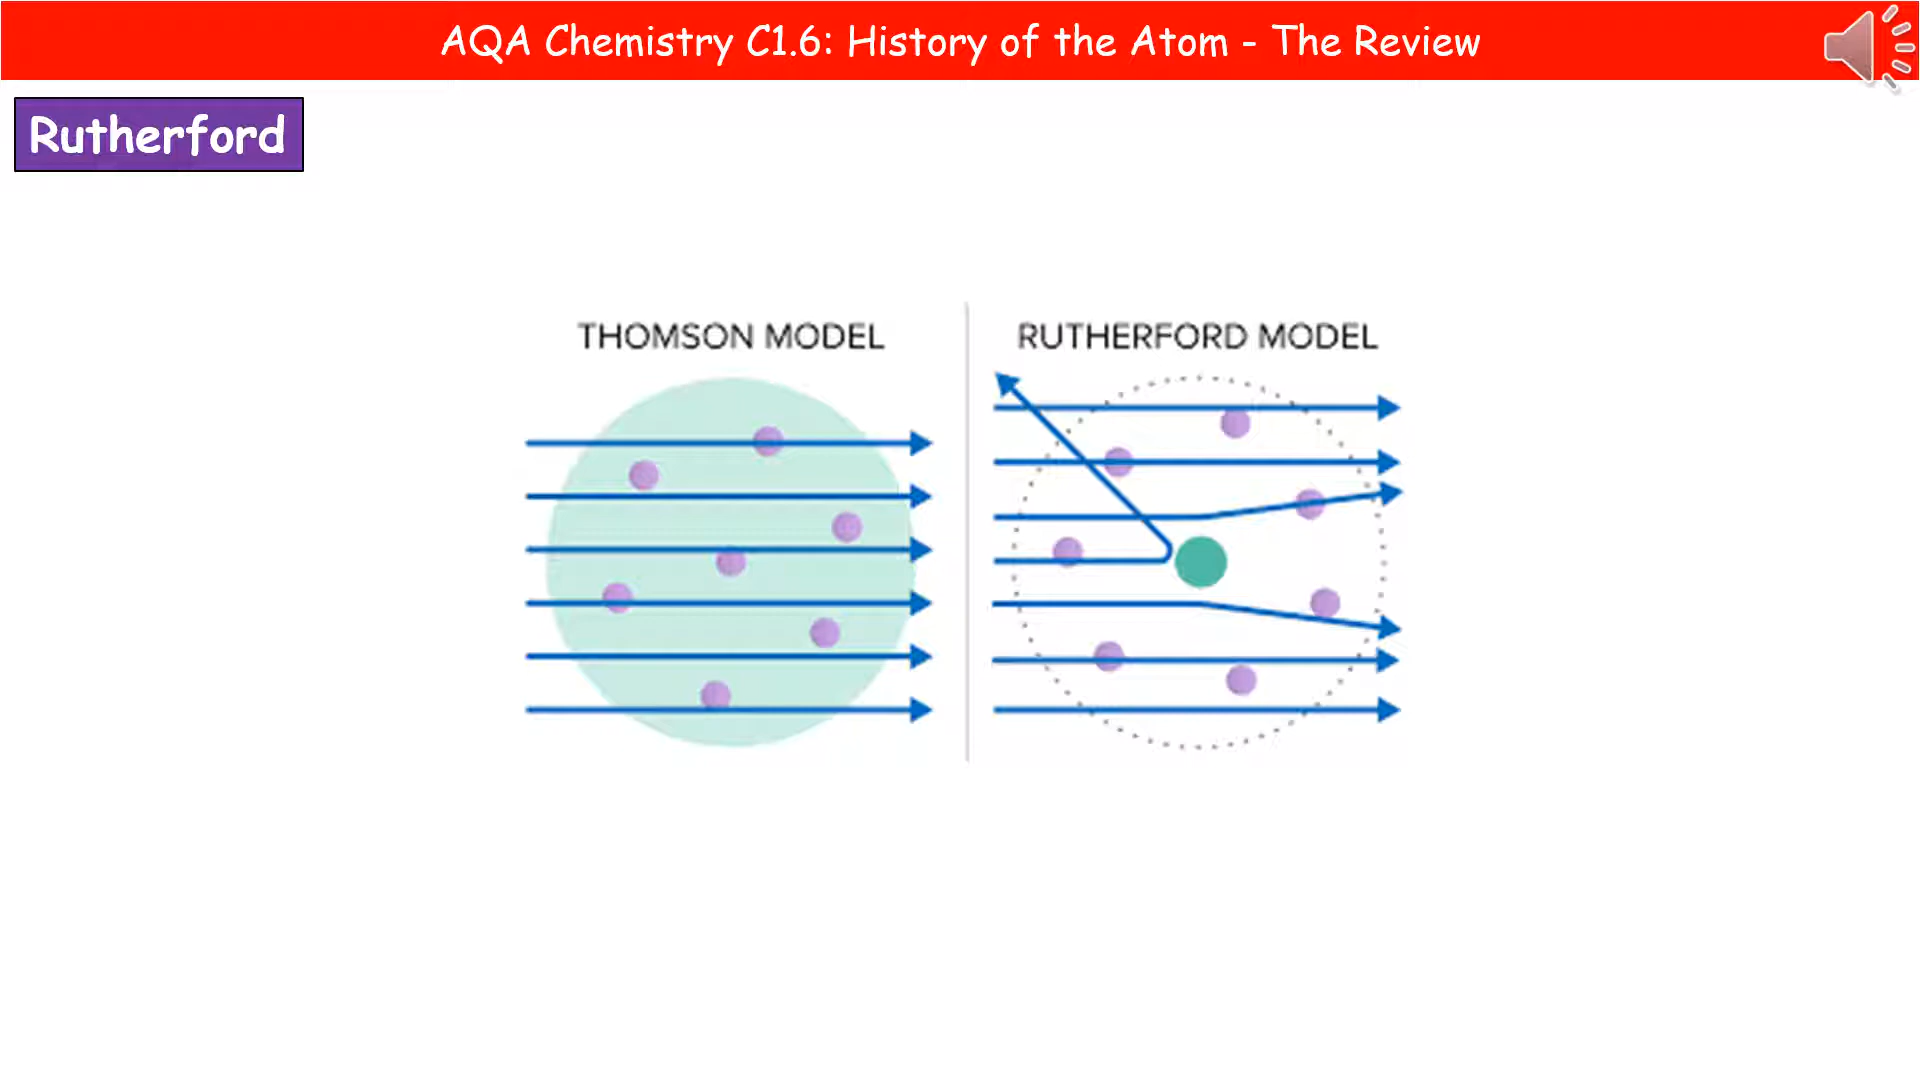 AQA Chemistry C1.6: History of the Atom - The Review
Rutherford
THOMSON MODEL
RUTHERFORD MODEL